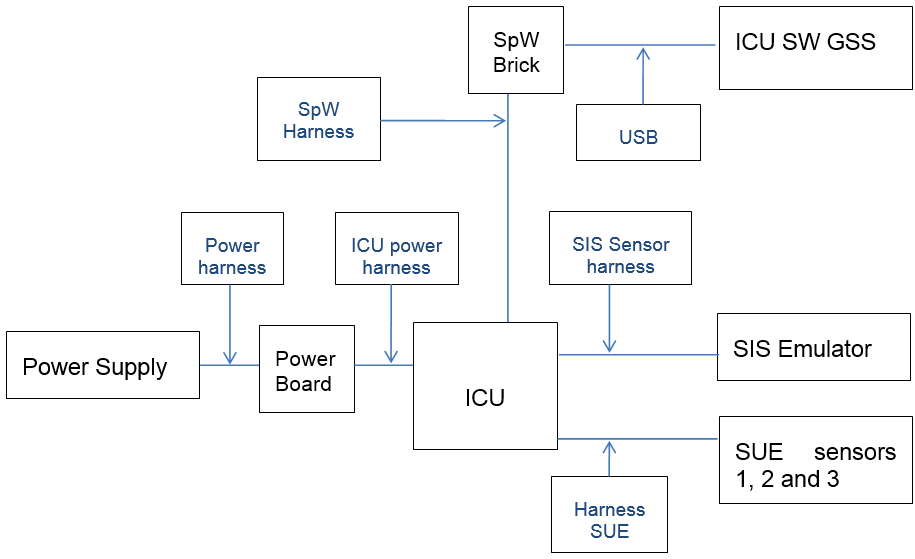 SpW
Brick
ICU SW GSS
SpW
Harness
USB
Power
harness
ICU power
harness
SIS Sensor
harness
Power Supply
Power
Board
ICU
SIS Emulator
SUE sensors
1, 2 and 3
Harness
SUE